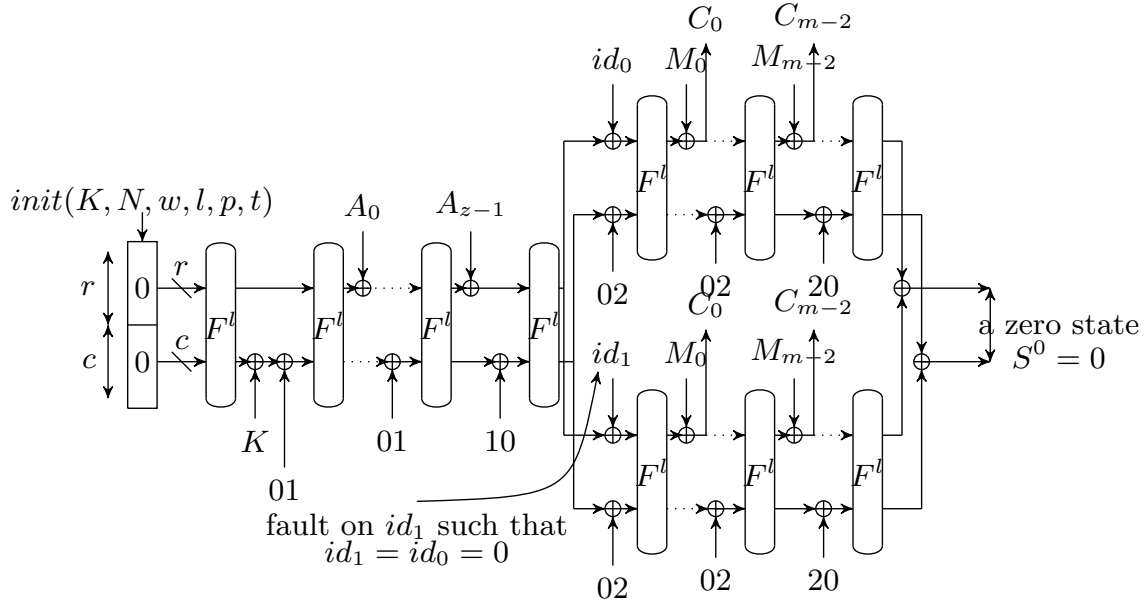 C_0 C_{m-2}
id_0 M_0 M_{m-2}
F^l F^l F^l
init(K, N, w, l, p, t)
A_0 A_{z-1}
02 02 20
r 0 r
C_0 C_{m-2}
F^l F^l F^l F^l
c 0 c
id_1 M_0 M_{m-2}
a zero state
S^0 = 0
K 01 10
01
F^l F^l F^l
fault on id_1 such that
id_1 = id_0 = 0
02 02 20